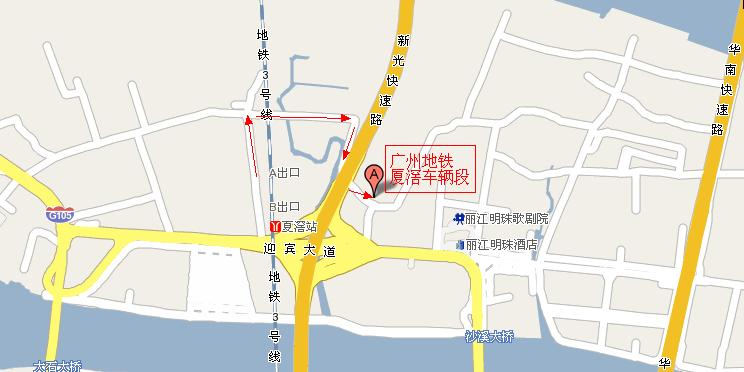 地铁3号线
新光快速路
华南快速路
广州地铁
夏滘车辆段
A
A出口
B出口
夏滘站
G105
丽江明珠歌剧院
丽江明珠酒店
迎宾大道
地铁3号线
沙溪大桥
大石大桥
华